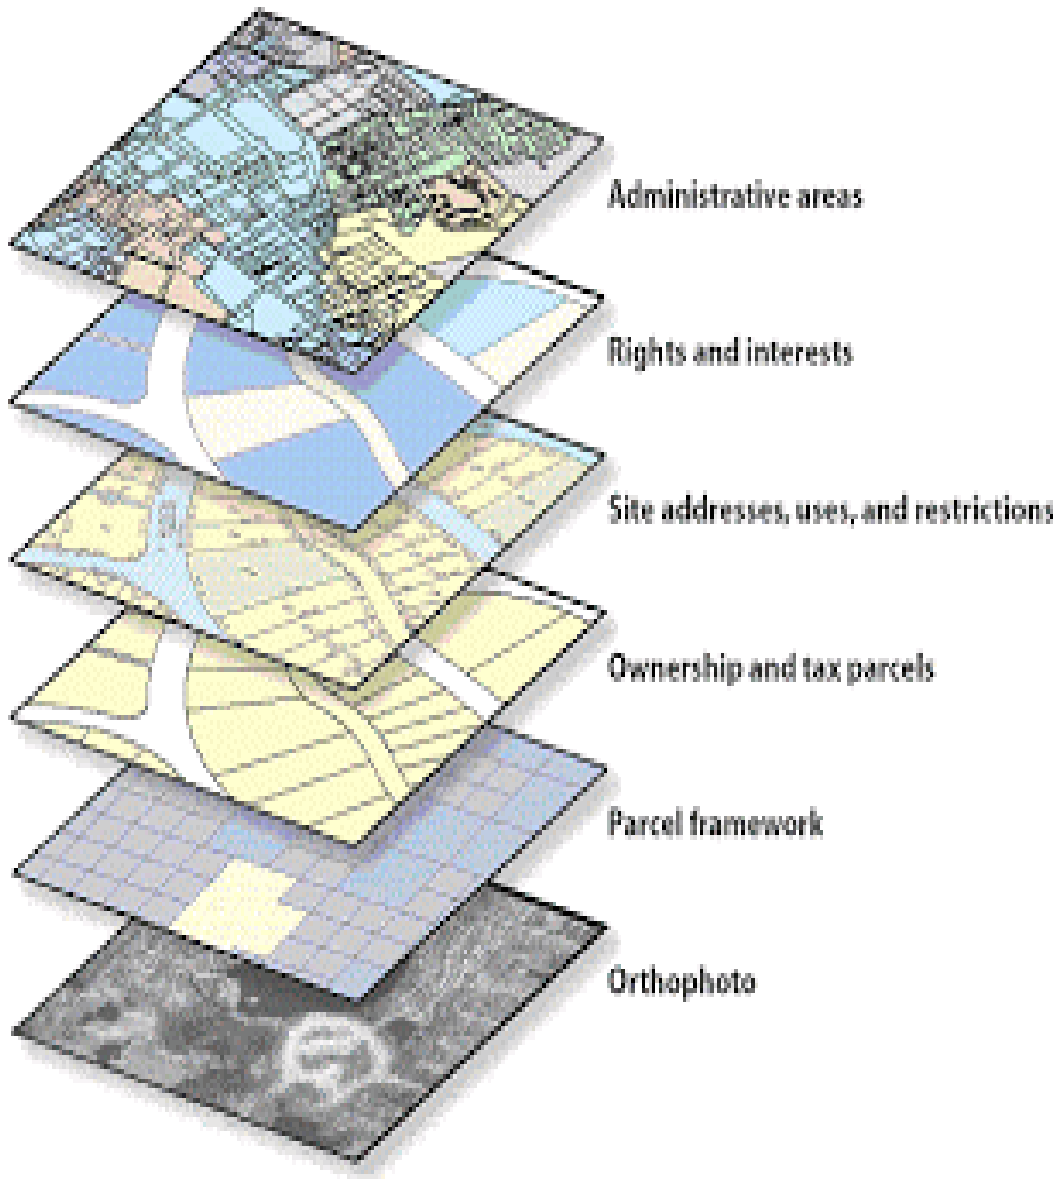 Administrative areas
Rights and interests
Site addresses, uses, and restrictions
Ownership and tax parcels
Parcel framework
Orthophoto